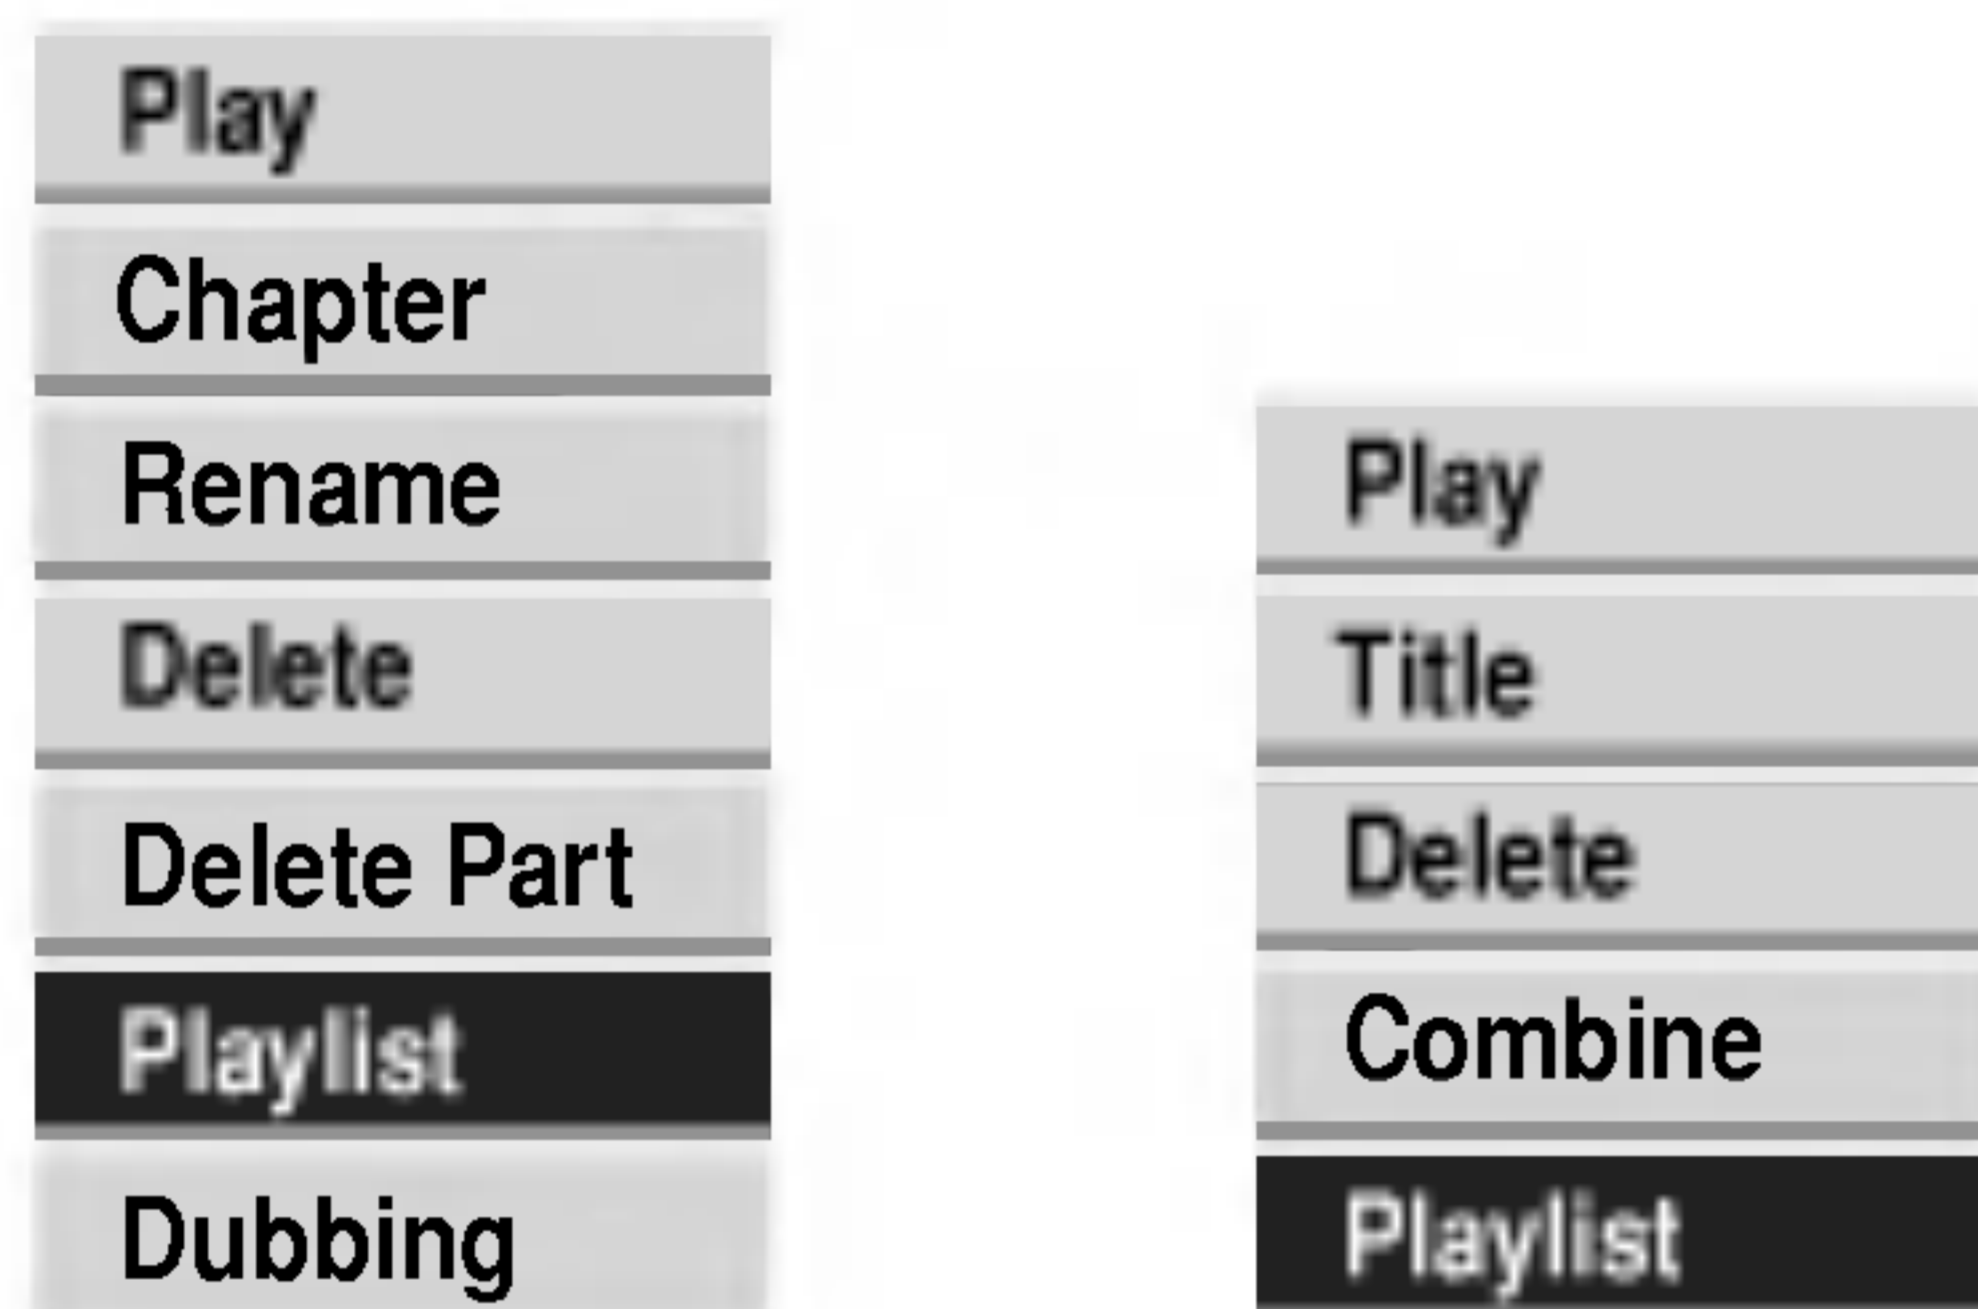 Play
Chapter
Rename
Delete
Delete Part
Playlist
Dubbing
Play
Title
Delete
Combine
Playlist